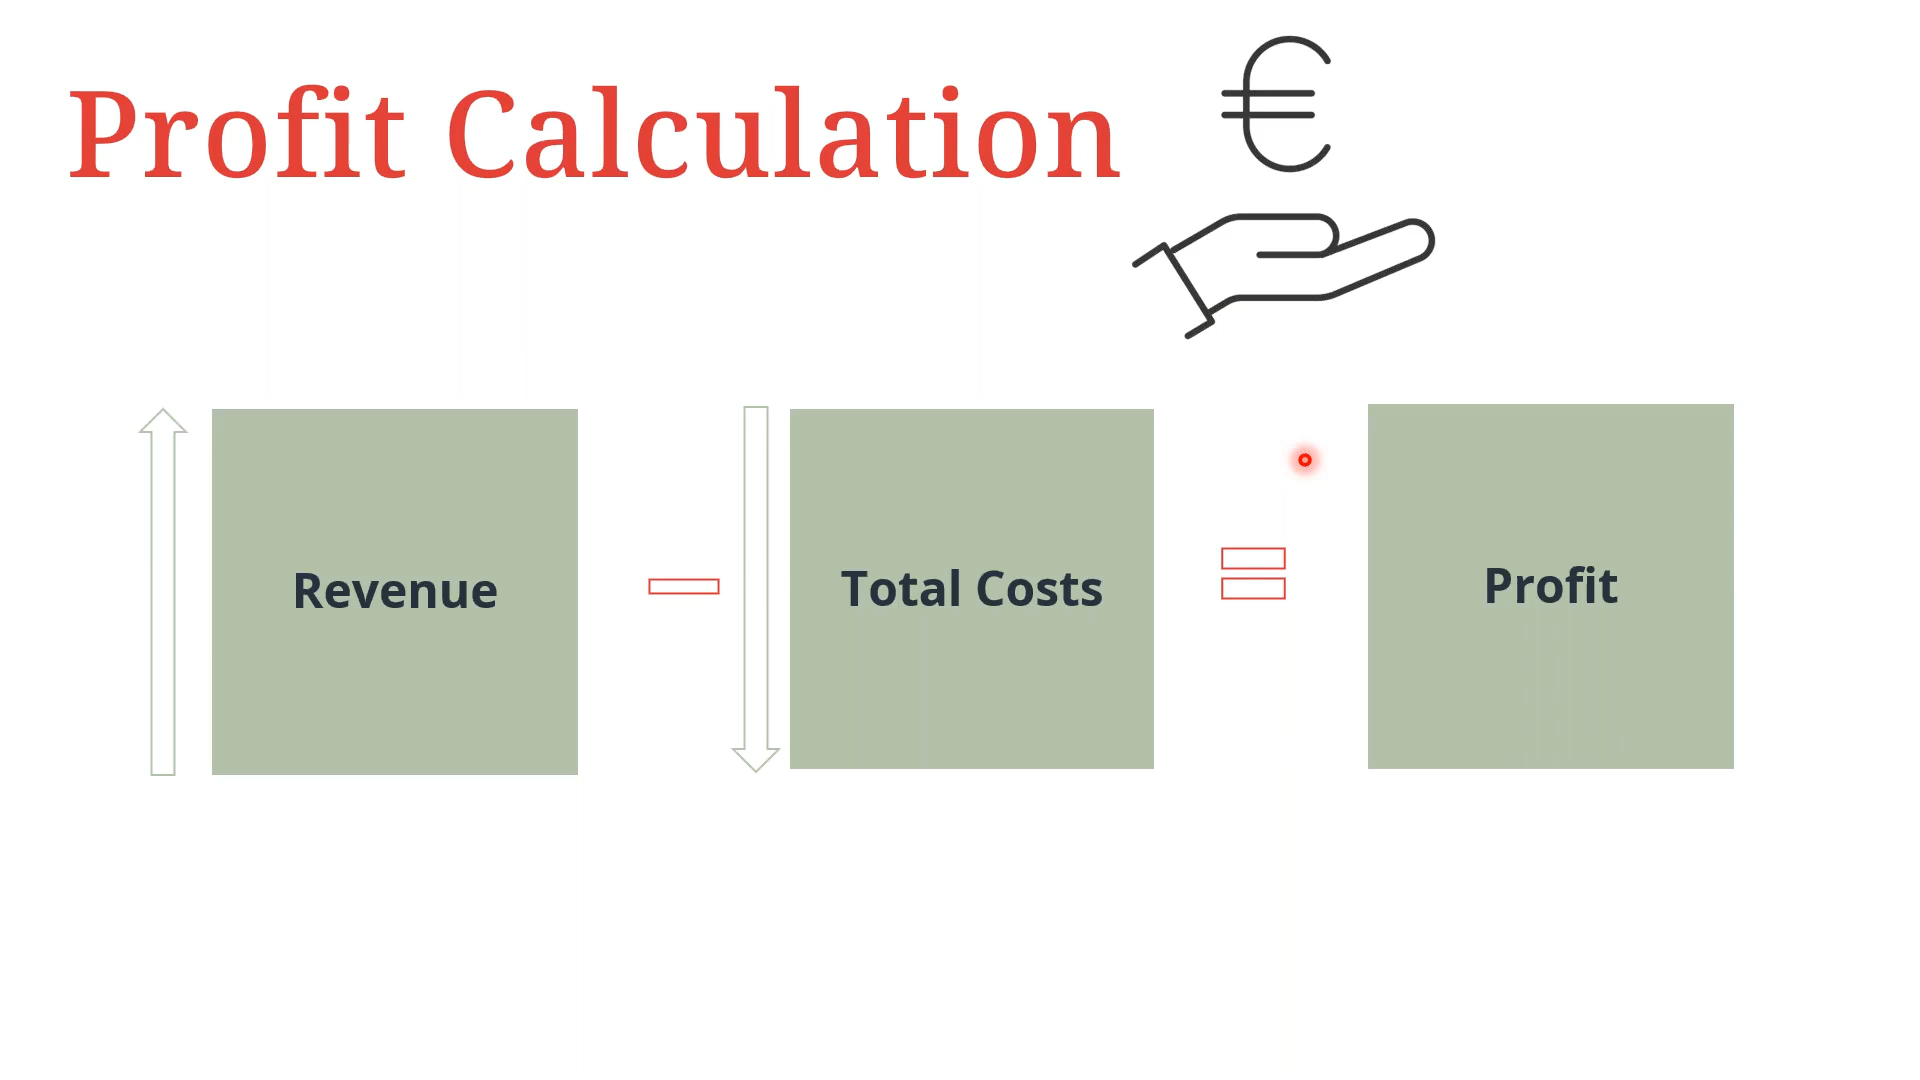 Profit Calculation
€
Revenue
Total Costs
Profit